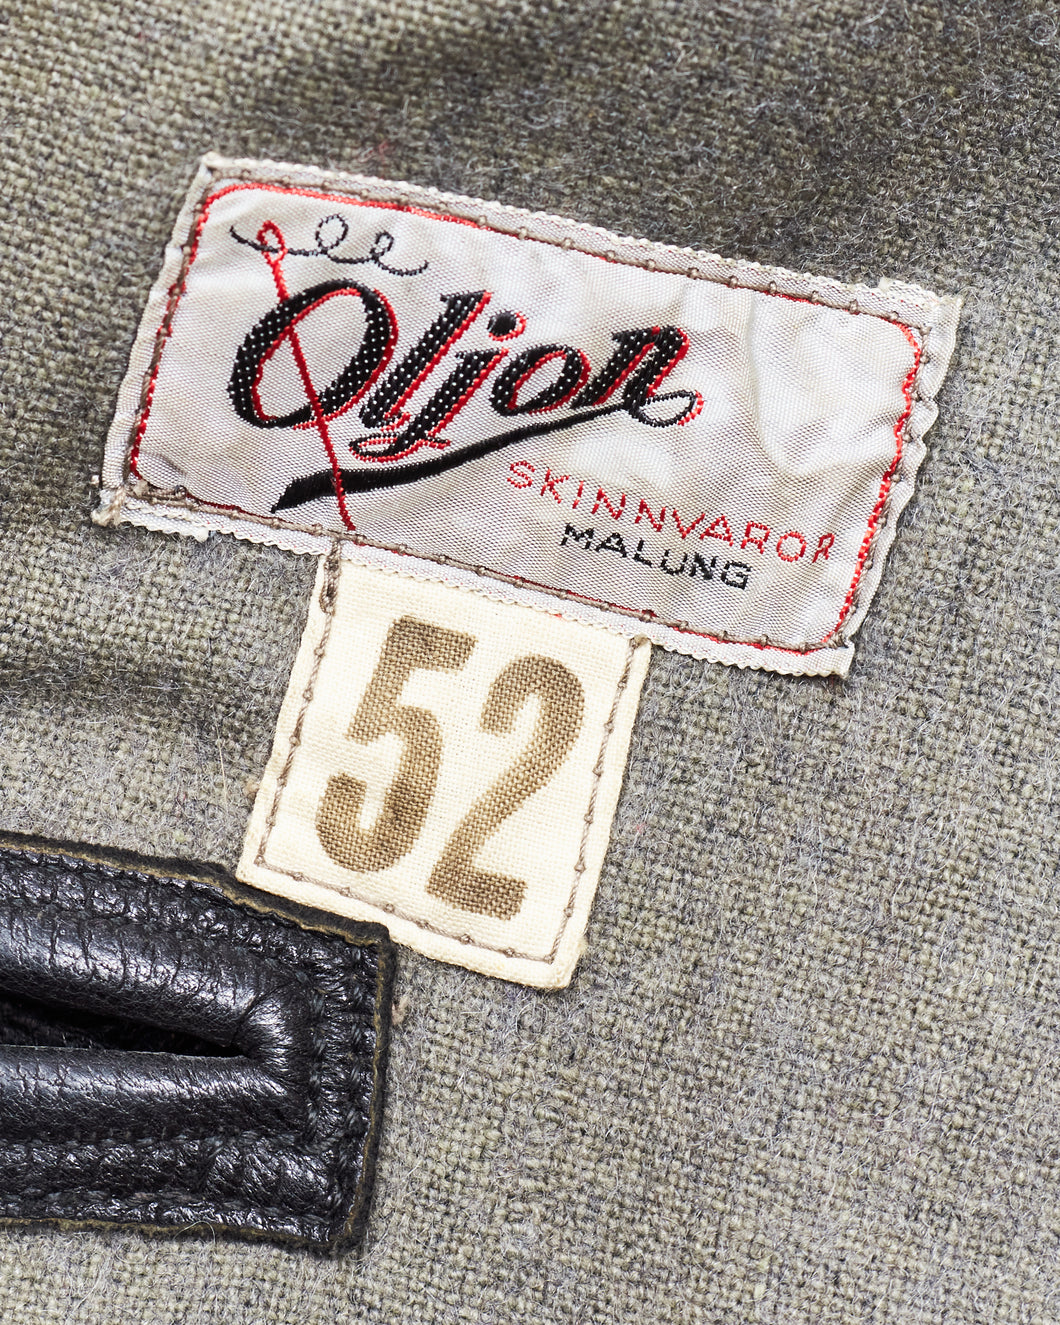 Oljon
SKINNVAROR
MALUNG
52